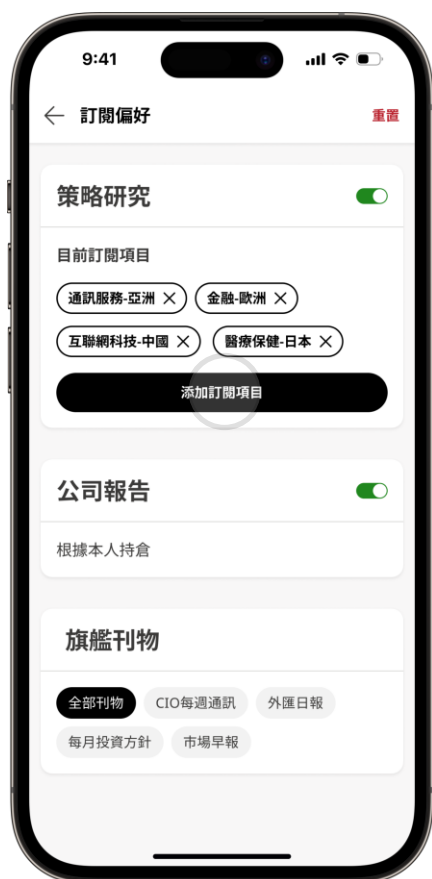 9:41
訂閱偏好
重置
策略研究
目前訂閱項目
通訊服務-亞洲
金融-歐洲
互聯網科技-中國
醫療保健-日本
添加訂閱項目
公司報告
根據本人持倉
旗艦刊物
全部刊物
CIO每週通訊
外匯日報
每月投資方針
市場早報